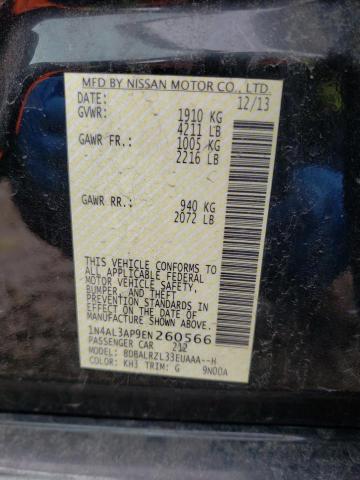 MFD BY NISSAN MOTOR CO., LTD.
DATE: 12/13
GVWR: 1910 KG
4211 LB
GAWR FR: 1005 KG
2216 LB
GAWR RR: 940 KG
2072 LB
THIS VEHICLE CONFORMS TO
ALL APPLICABLE FEDERAL
MOTOR VEHICLE SAFETY,
BUMPER, AND THEFT
PREVENTION STANDARDS IN
EFFECT ON THE DATE OF
MANUFACTURE SHOWN ABOVE.
1N4AL3AP9EN260566
PASSENGER CAR 212
MODEL: BDBALRZL33EUAAA--H
COLOR: KH3 TRIM: G 9N00A